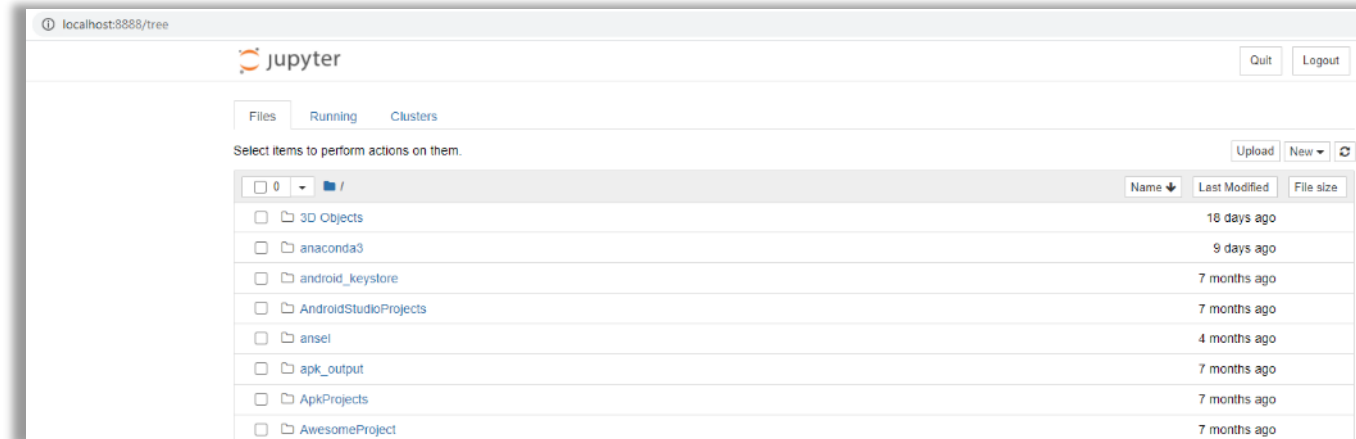 localhost:8888/tree
jupyter
Quit Logout
Files Running Clusters
Select items to perform actions on them.
Upload New
0 / Name Last Modified File size
3D Objects 18 days ago
anaconda3 9 days ago
android_keystore 7 months ago
AndroidStudioProjects 7 months ago
ansel 4 months ago
apk_output 7 months ago
ApkProjects 7 months ago
AwesomeProject 7 months ago